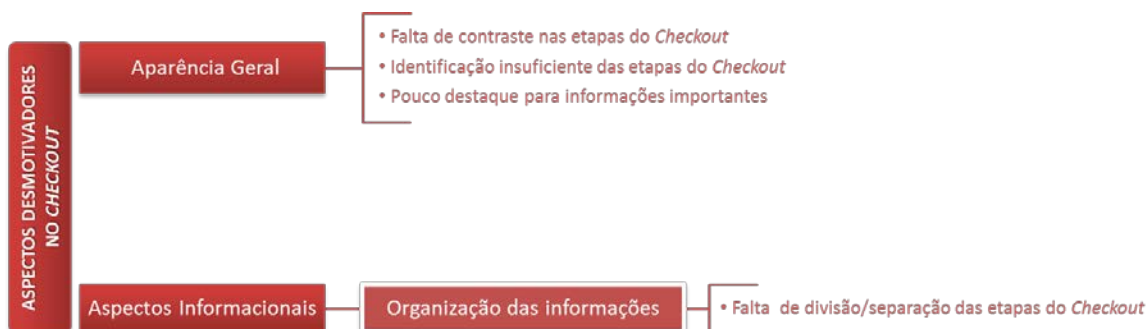 ASPECTOS DESMOTIVADORES
NO CHECKOUT
Aparência Geral
• Falta de contraste nas etapas do Checkout
• Identificação insuficiente das etapas do Checkout
• Pouco destaque para informações importantes
Aspectos Informacionais
Organização das informações
• Falta de divisão/separação das etapas do Checkout